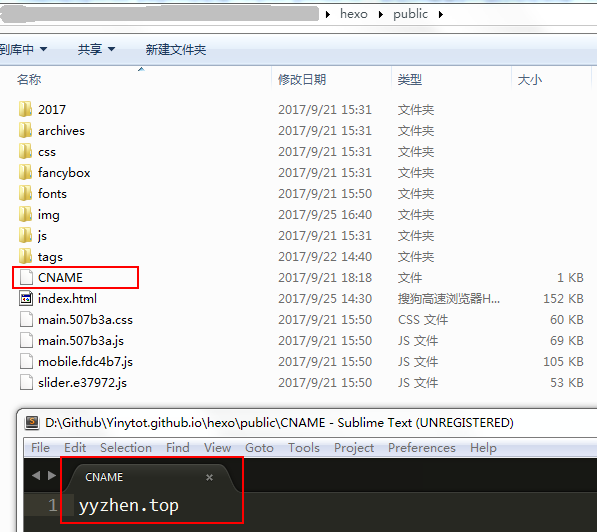 hexo ▸ public ▸
到库中 ▼ 共享 ▼ 新建文件夹
名称 修改日期 类型 大小
2017 2017/9/21 15:31 文件夹
archives 2017/9/21 15:31 文件夹
css 2017/9/21 15:31 文件夹
fancybox 2017/9/21 15:31 文件夹
fonts 2017/9/21 15:50 文件夹
img 2017/9/25 16:40 文件夹
js 2017/9/21 15:31 文件夹
tags 2017/9/22 14:40 文件夹
CNAME 2017/9/21 18:18 文件 1 KB
index.html 2017/9/25 14:30 搜狗高速浏览器H... 152 KB
main.507b3a.css 2017/9/21 15:50 CSS 文件 60 KB
main.507b3a.js 2017/9/21 15:50 JS 文件 69 KB
mobile.fdc4b7.js 2017/9/21 15:50 JS 文件 105 KB
slider.e37972.js 2017/9/21 15:50 JS 文件 53 KB
D:\Github\Yinytot.github.io\hexo\public\CNAME - Sublime Text (UNREGISTERED)
File Edit Selection Find View Goto Tools Project Preferences Help
CNAME ×
1 yyzhen.top